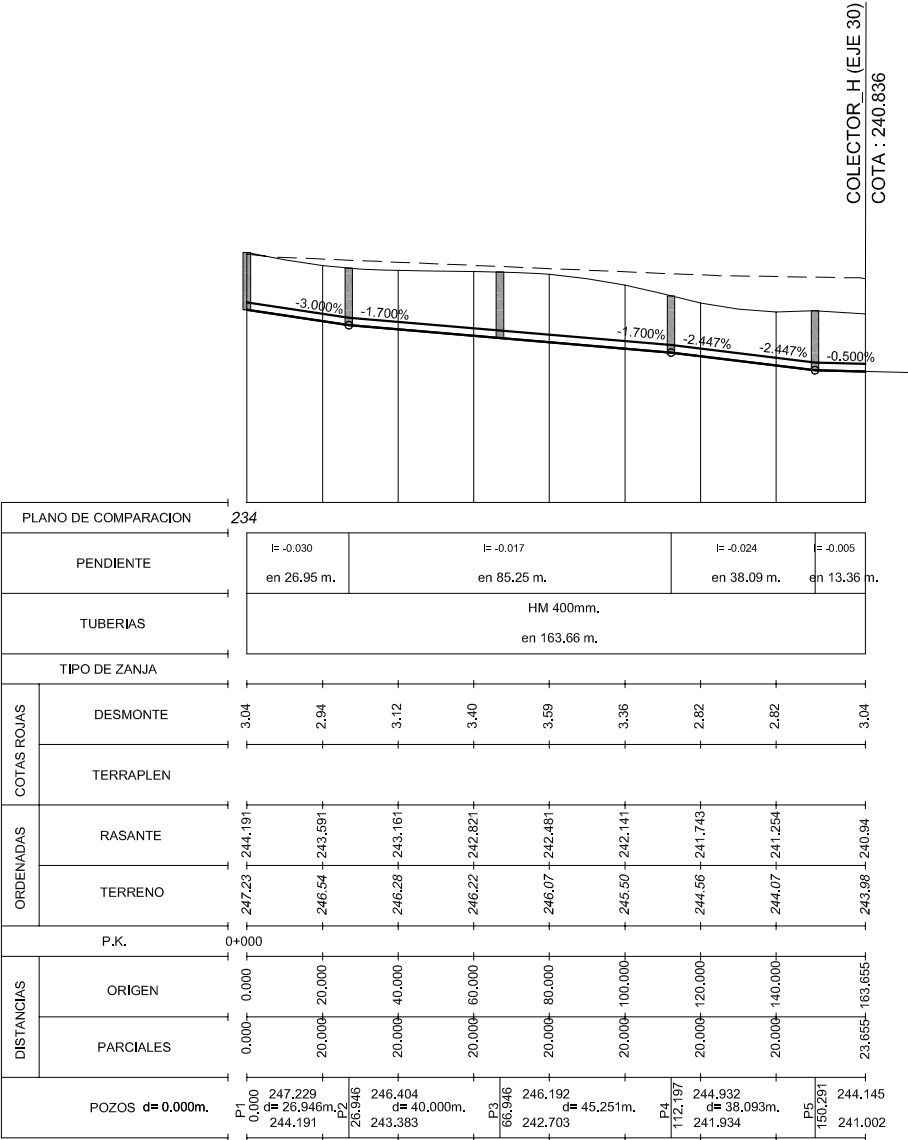 COLECTOR_H (EJE 30)
COTA : 240.836
-3.000%
-1.700%
-1.700%
-2.447%
-2.447%
-0.500%
PLANO DE COMPARACION 234
PENDIENTE
I= -0.030
en 26.95 m.
I= -0.017
en 85.25 m.
I= -0.024
en 38.09 m.
I= -0.005
en 13.36 m.
TUBERIAS
HM 400mm.
en 163.66 m.
TIPO DE ZANJA
COTAS ROJAS
DESMONTE 3.04 2.94 3.12 3.40 3.59 3.36 2.82 2.82 3.04
TERRAPLEN
ORDENADAS
RASANTE 244.191 243.591 243.161 242.821 242.481 242.141 241.743 241.254 240.94
TERRENO 247.23 246.54 246.28 246.22 246.07 245.50 244.56 244.07 243.98
P.K. 0+000
DISTANCIAS
ORIGEN 0.000 20.000 40.000 60.000 80.000 100.000 120.000 140.000 163.655
PARCIALES 0.000 20.000 20.000 20.000 20.000 20.000 20.000 20.000 23.655
POZOS d= 0.000m.
P1
0.000
247.229
d= 26.946m.
244.191
P2
26.946
246.404
d= 40.000m.
243.383
P3
66.946
246.192
d= 45.251m.
242.703
P4
112.197
244.932
d= 38.093m.
241.934
P5
150.291
244.145
241.002